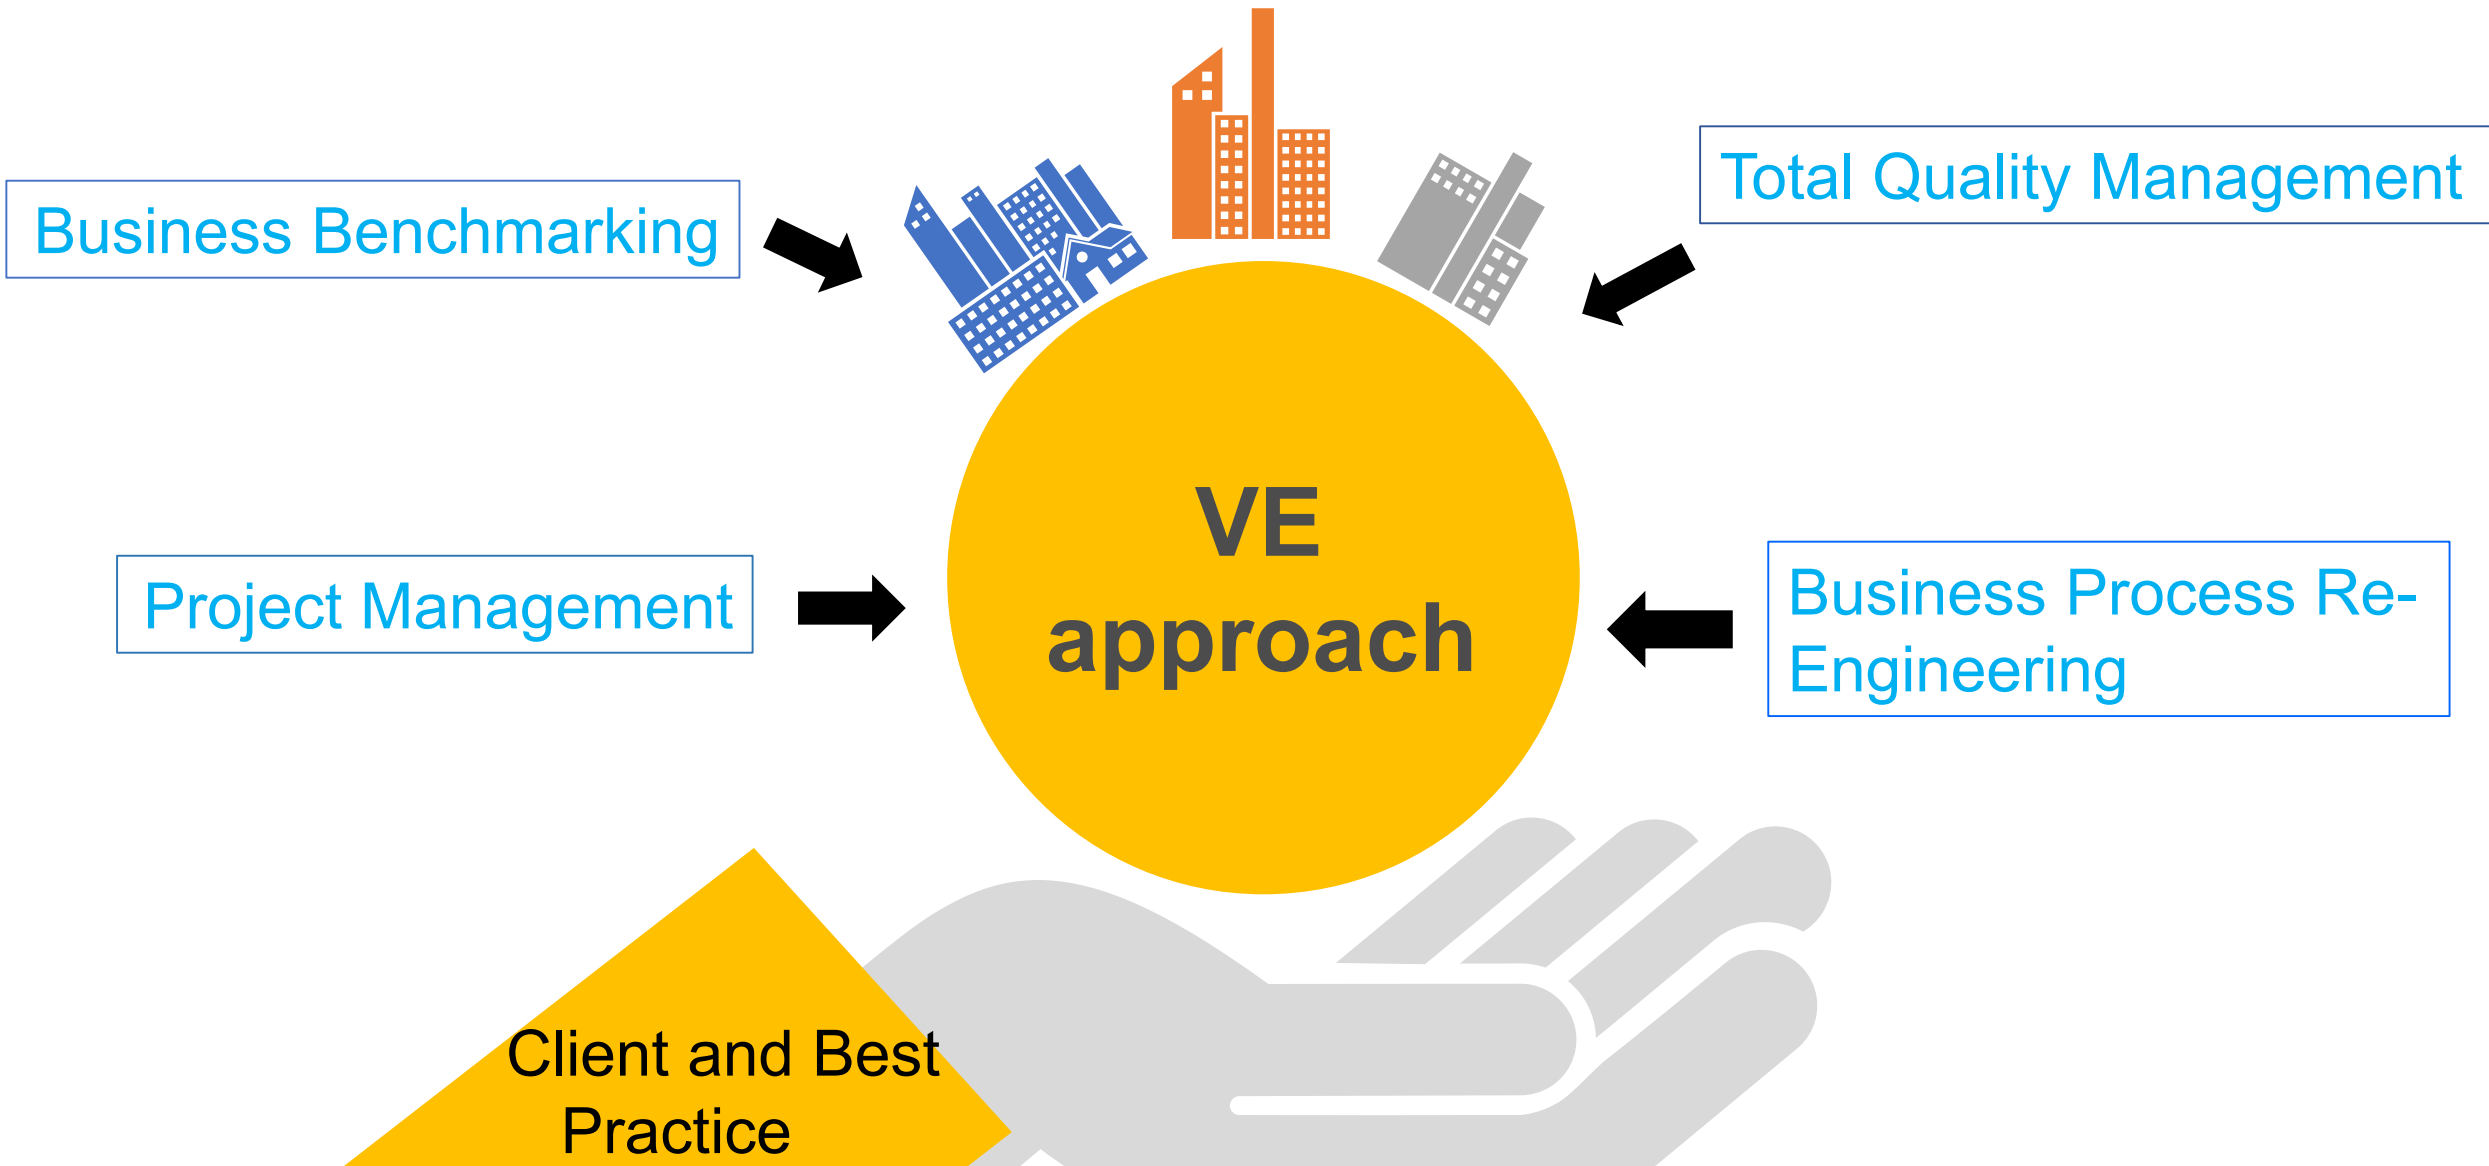 Total Quality Management
Business Benchmarking
VE
approach
Project Management
Business Process Re-
Engineering
Client and Best
Practice